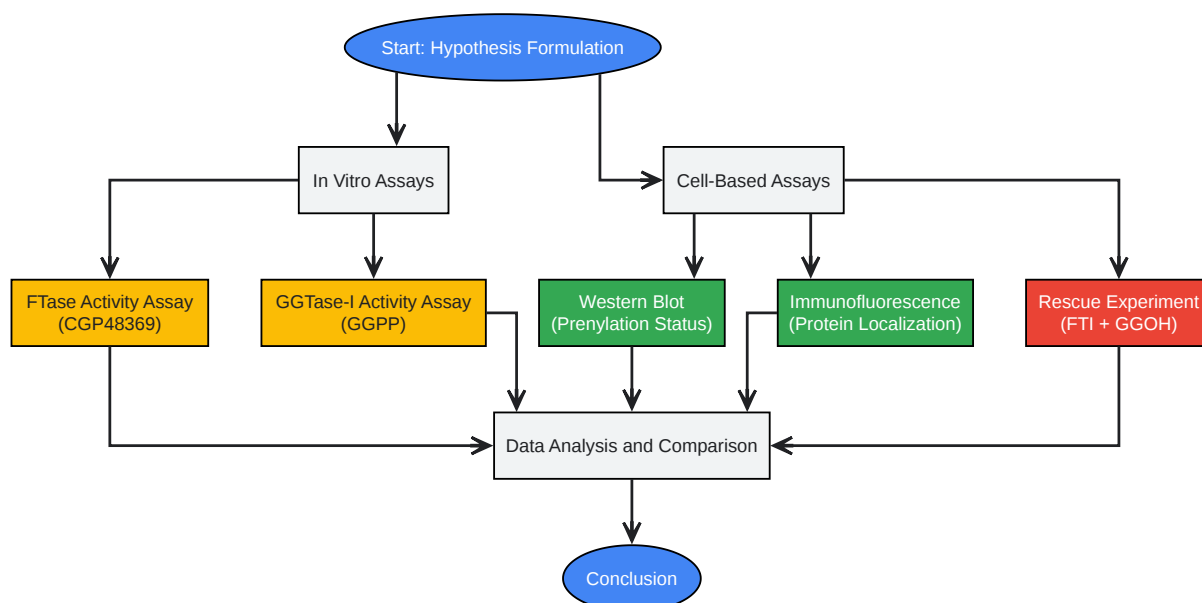 Start: Hypothesis Formulation
In Vitro Assays
Cell-Based Assays
FTase Activity Assay
(CGP48369)
GGTase-I Activity Assay
(GGPP)
Western Blot
(Prenylation Status)
Immunofluorescence
(Protein Localization)
Rescue Experiment
(FTI + GGOH)
Data Analysis and Comparison
Conclusion